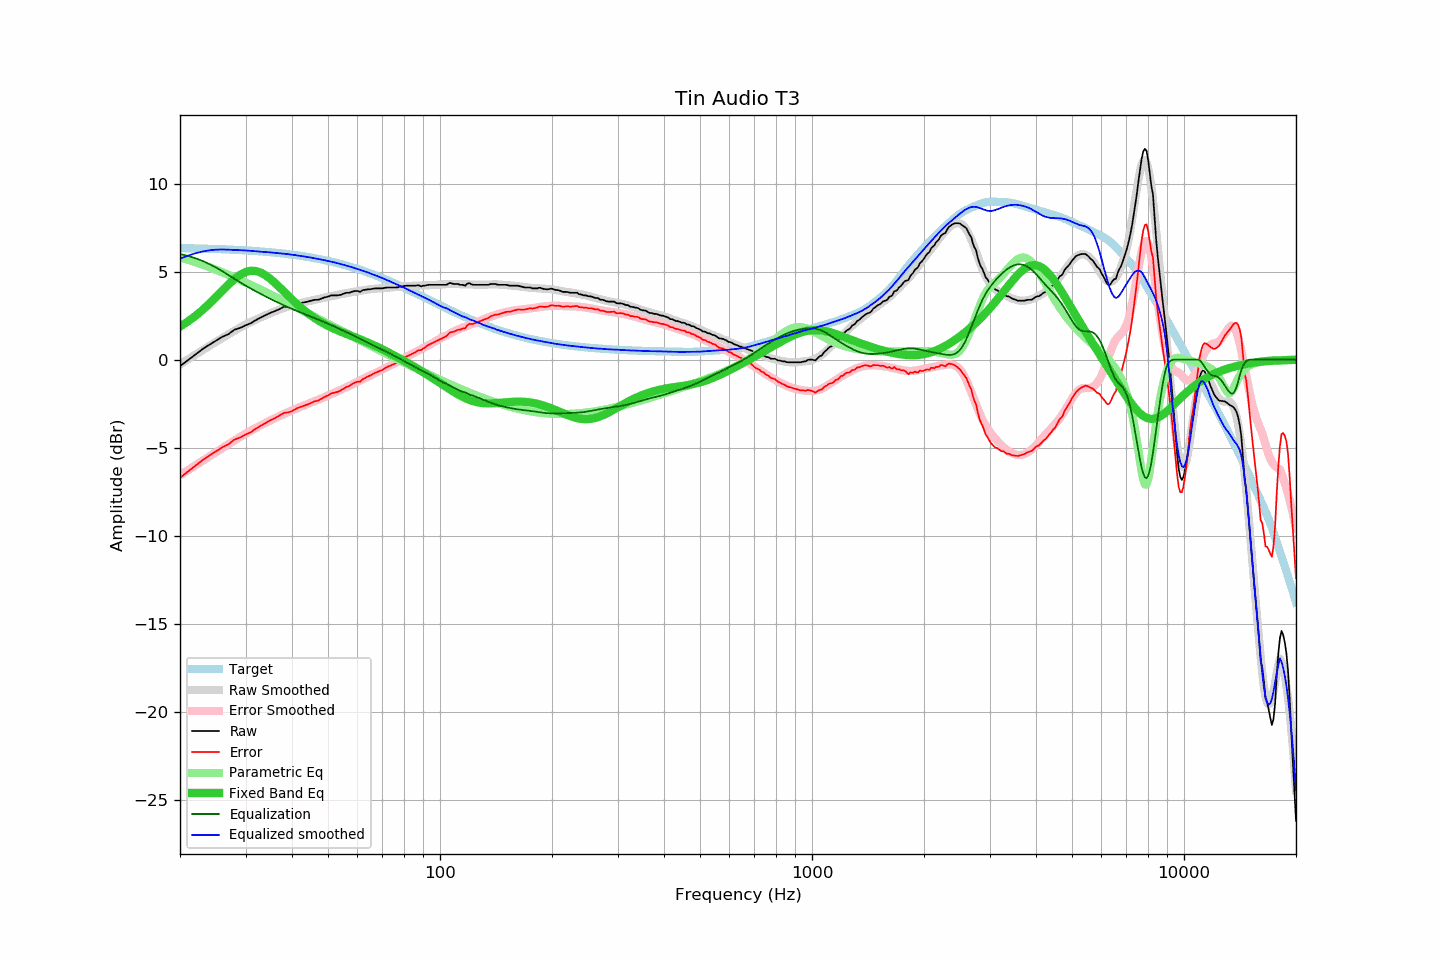 Tin Audio T3
10
5
0
−5
−10
−15
−20
−25
Amplitude (dBr)
Target
Raw Smoothed
Error Smoothed
Raw
Error
Parametric Eq
Fixed Band Eq
Equalization
Equalized smoothed
100
1000
10000
Frequency (Hz)